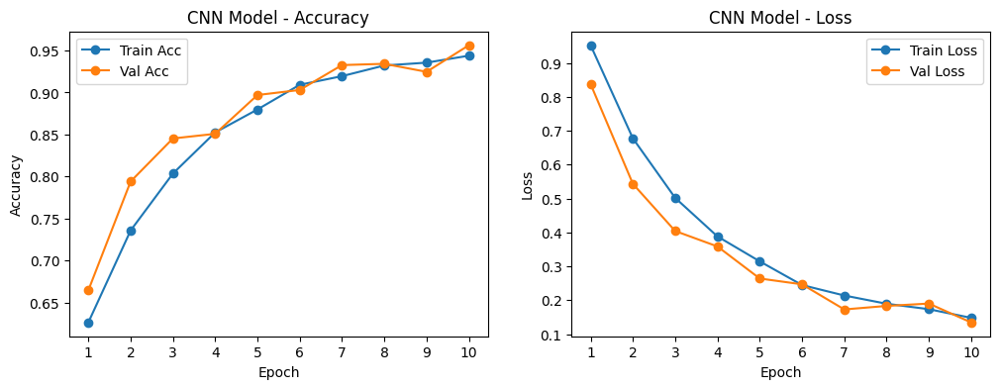 CNN Model - Accuracy
Train Acc
Val Acc
Accuracy
0.95
0.90
0.85
0.80
0.75
0.70
0.65
1 2 3 4 5 6 7 8 9 10
Epoch
CNN Model - Loss
Train Loss
Val Loss
Loss
0.9
0.8
0.7
0.6
0.5
0.4
0.3
0.2
0.1
1 2 3 4 5 6 7 8 9 10
Epoch